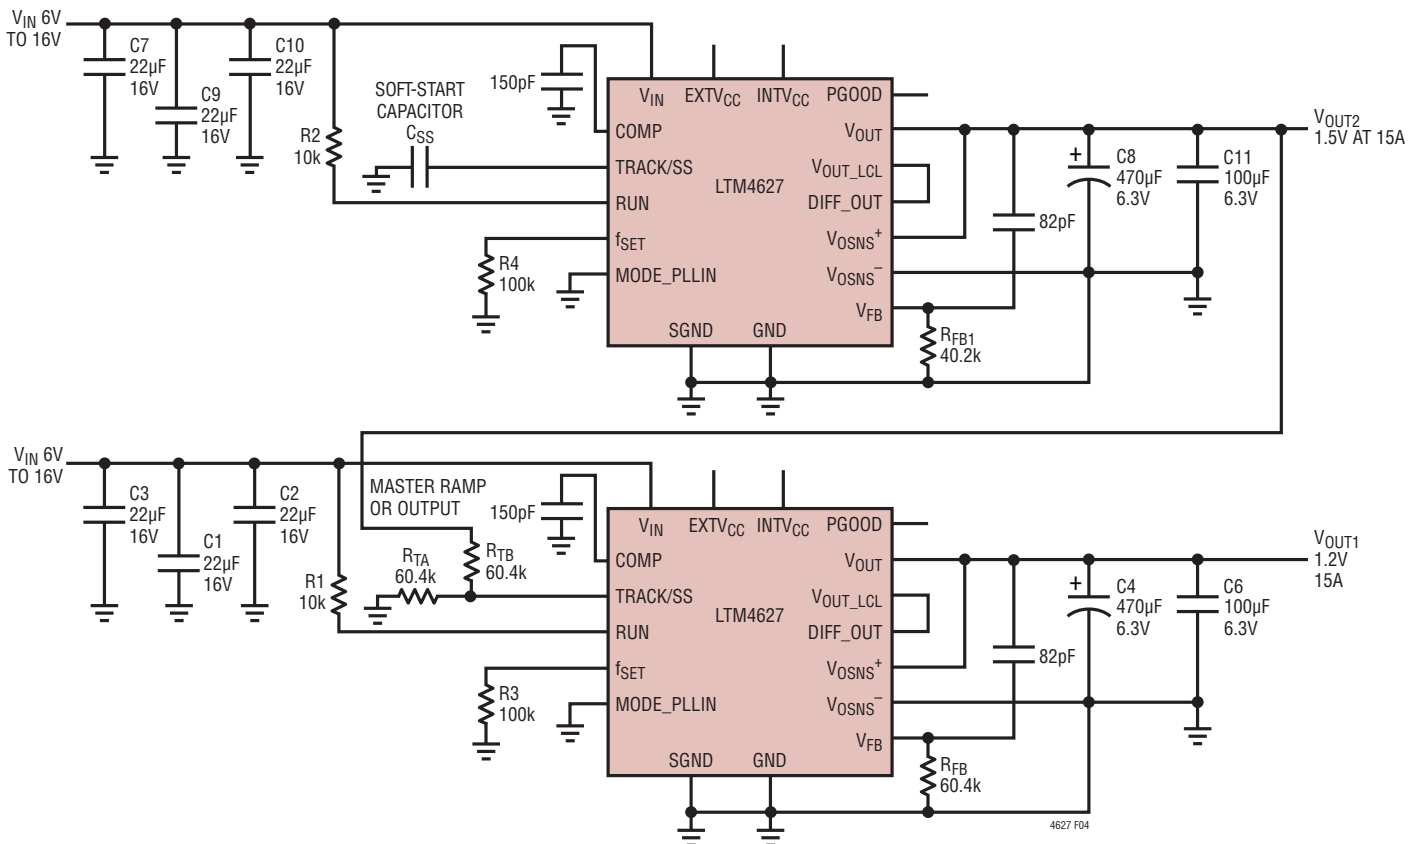 VIN 6V
TO 16V
C7
22µF
16V
C9
22µF
16V
C10
22µF
16V
R2
10k
SOFT-START
CAPACITOR
CSS
150pF
R4
100k
VIN
EXTVCC
INTVCC
PGOOD
COMP
VOUT
TRACK/SS
VOUT_LCL
LTM4627
RUN
DIFF_OUT
fSET
VOSNS+
MODE_PLLIN
VOSNS–
VFB
SGND
GND
RFB1
40.2k
82pF
+
C8
470µF
6.3V
C11
100µF
6.3V
VOUT2
1.5V AT 15A
VIN 6V
TO 16V
C3
22µF
16V
C1
22µF
16V
C2
22µF
16V
R1
10k
MASTER RAMP
OR OUTPUT
RTA
60.4k
RTB
60.4k
150pF
R3
100k
VIN
EXTVCC
INTVCC
PGOOD
COMP
VOUT
TRACK/SS
VOUT_LCL
LTM4627
RUN
DIFF_OUT
fSET
VOSNS+
MODE_PLLIN
VOSNS–
VFB
SGND
GND
RFB
60.4k
82pF
+
C4
470µF
6.3V
C6
100µF
6.3V
VOUT1
1.2V
15A
4627 F04